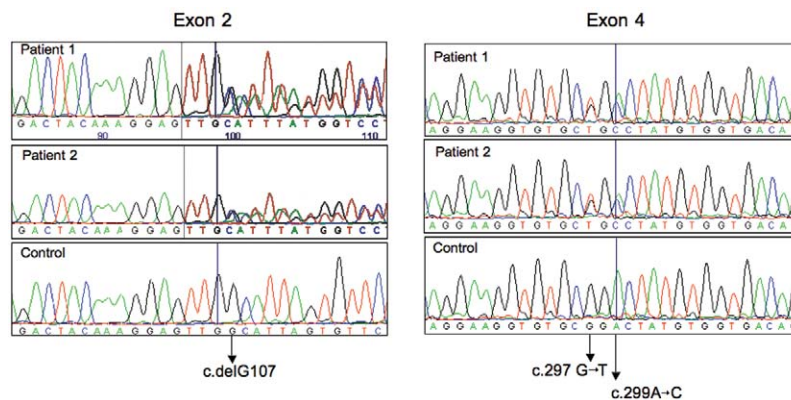 Exon 2
Patient 1
G A C T A C A A A G G A G T T G C A T T T A T G G T C C T
90 100 110
Patient 2
G A C T A C A A A G G A G T T G C A T T T A T G G T C C T
Control
G A C T A C A A A G G A G T T G G C A T T A G T G T T C
c.delG107
Exon 4
Patient 1
A G G A A G G T G T G C T G C C T A T G T G G T G A C A
Patient 2
A G G A A G G T G T G C T G C C T A T G T G G T G A C A
Control
A G G A A G G T G T G C G G A C T A T G T G G T G A C A G
c.297 G→T
c.299A→C